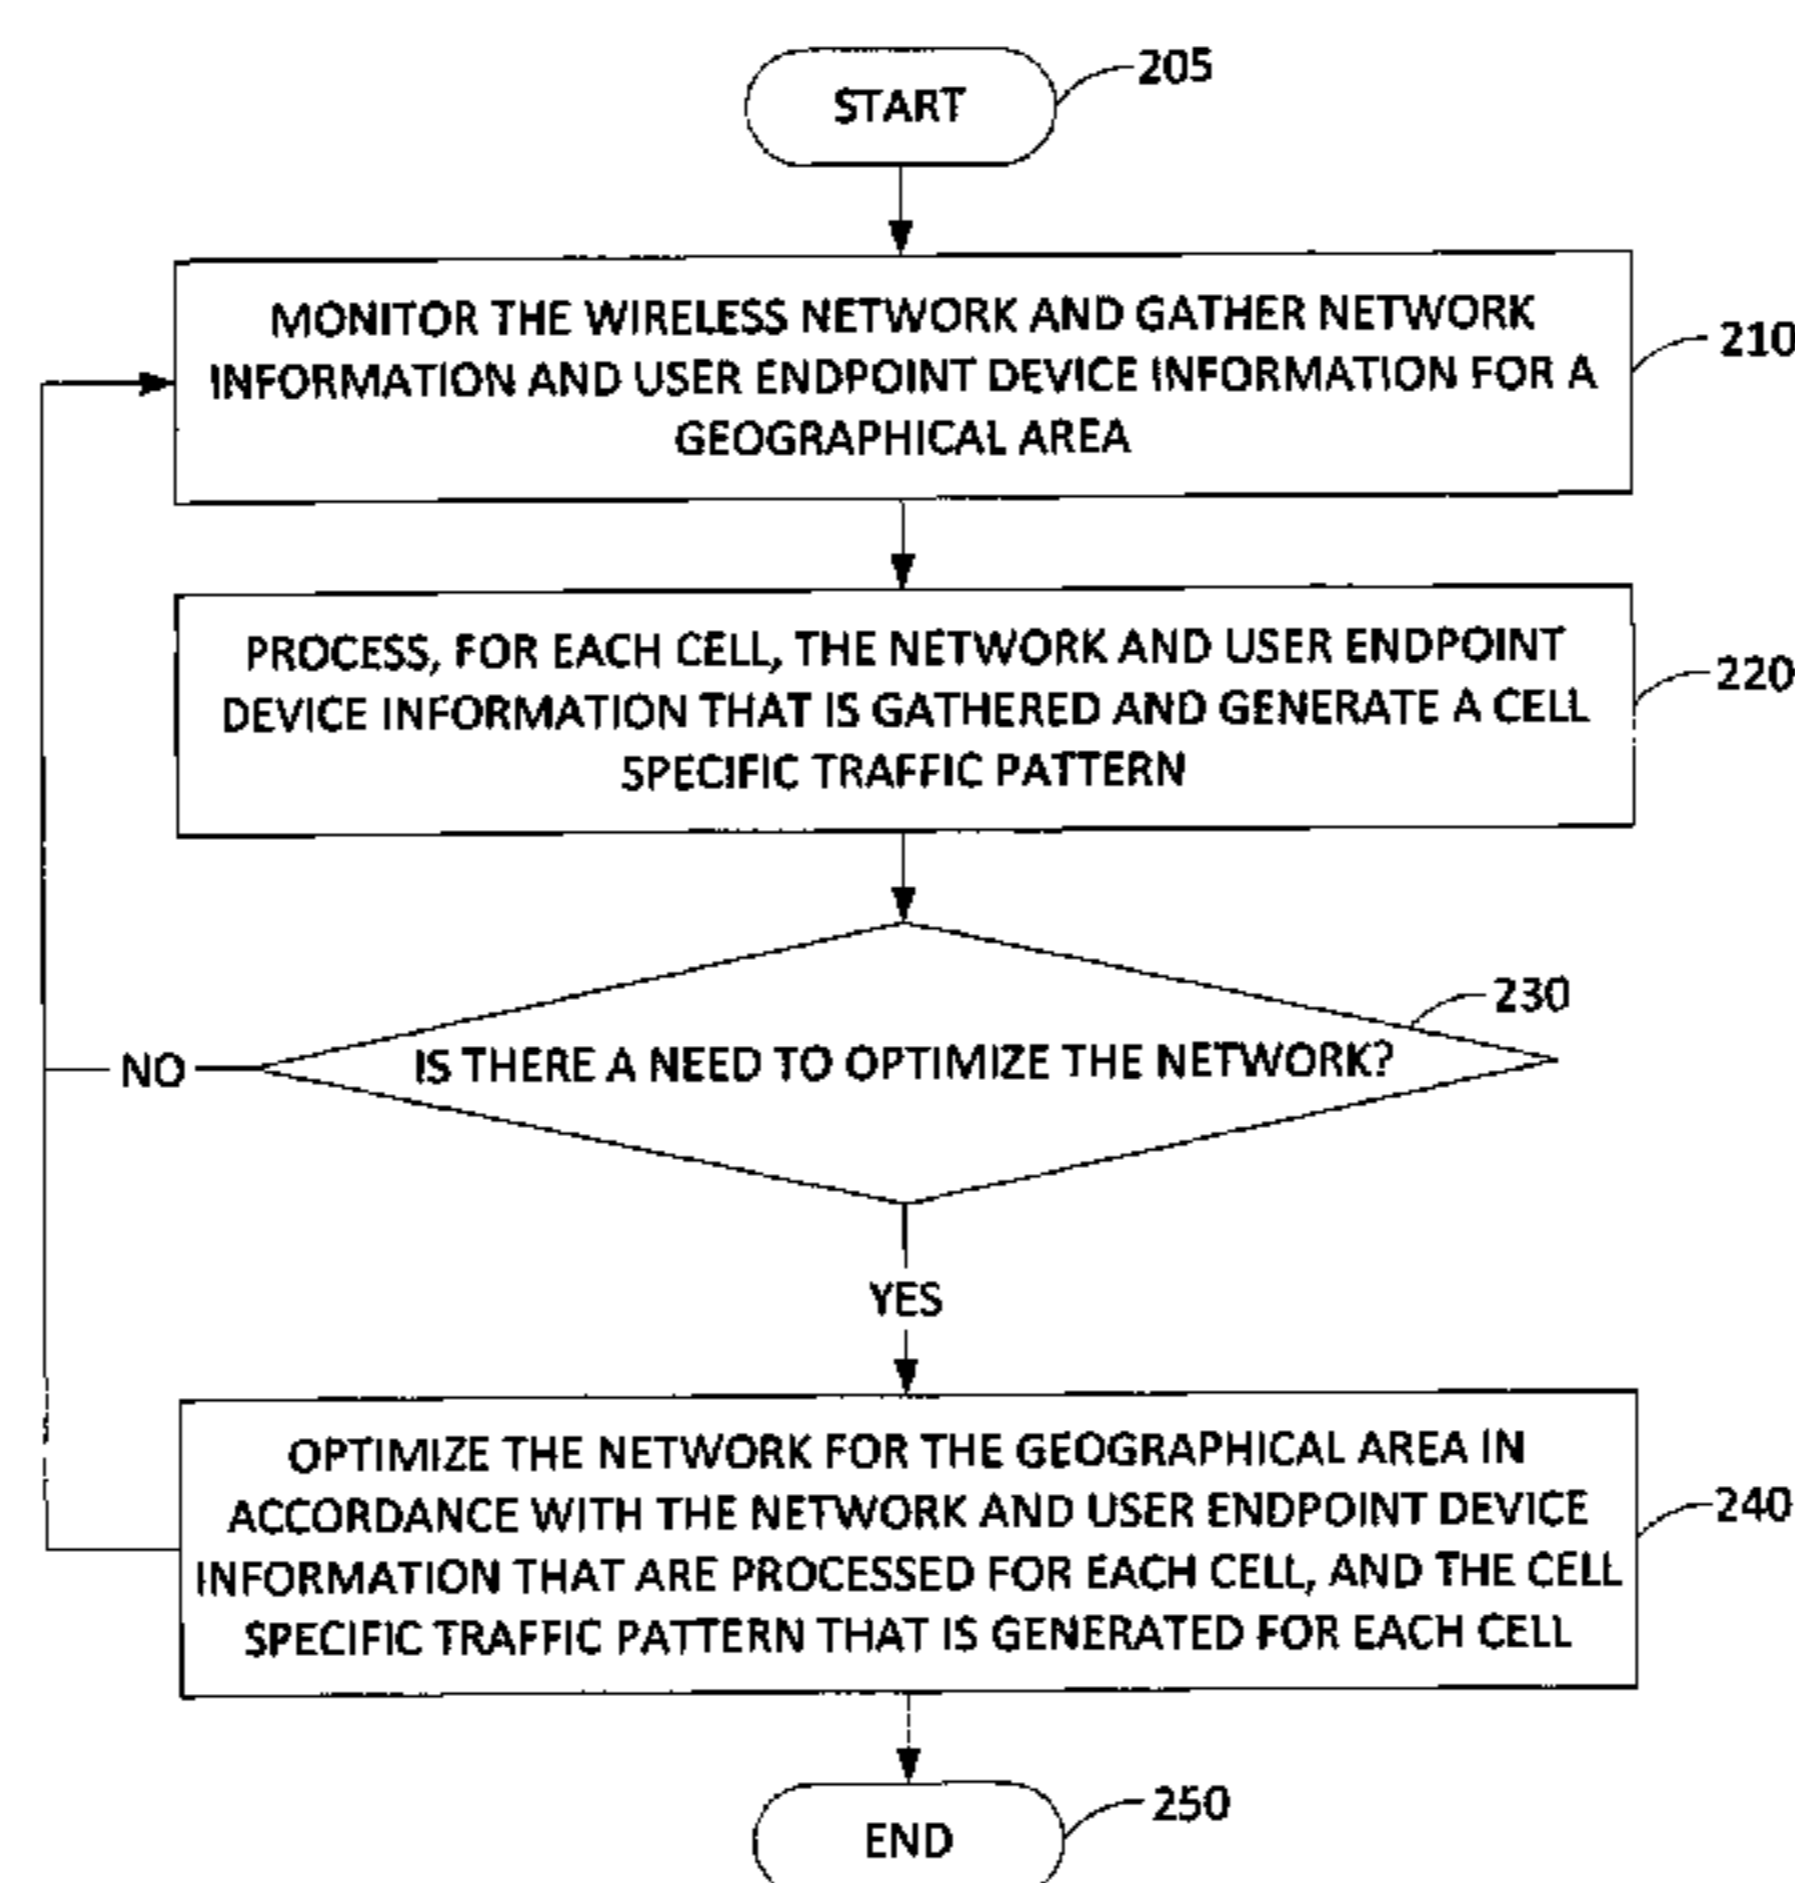 START
205
MONITOR THE WIRELESS NETWORK AND GATHER NETWORK
INFORMATION AND USER ENDPOINT DEVICE INFORMATION FOR A
GEOGRAPHICAL AREA
210
PROCESS, FOR EACH CELL, THE NETWORK AND USER ENDPOINT
DEVICE INFORMATION THAT IS GATHERED AND GENERATE A CELL
SPECIFIC TRAFFIC PATTERN
220
230
IS THERE A NEED TO OPTIMIZE THE NETWORK?
NO
YES
OPTIMIZE THE NETWORK FOR THE GEOGRAPHICAL AREA IN
ACCORDANCE WITH THE NETWORK AND USER ENDPOINT DEVICE
INFORMATION THAT ARE PROCESSED FOR EACH CELL, AND THE CELL
SPECIFIC TRAFFIC PATTERN THAT IS GENERATED FOR EACH CELL
240
END
250